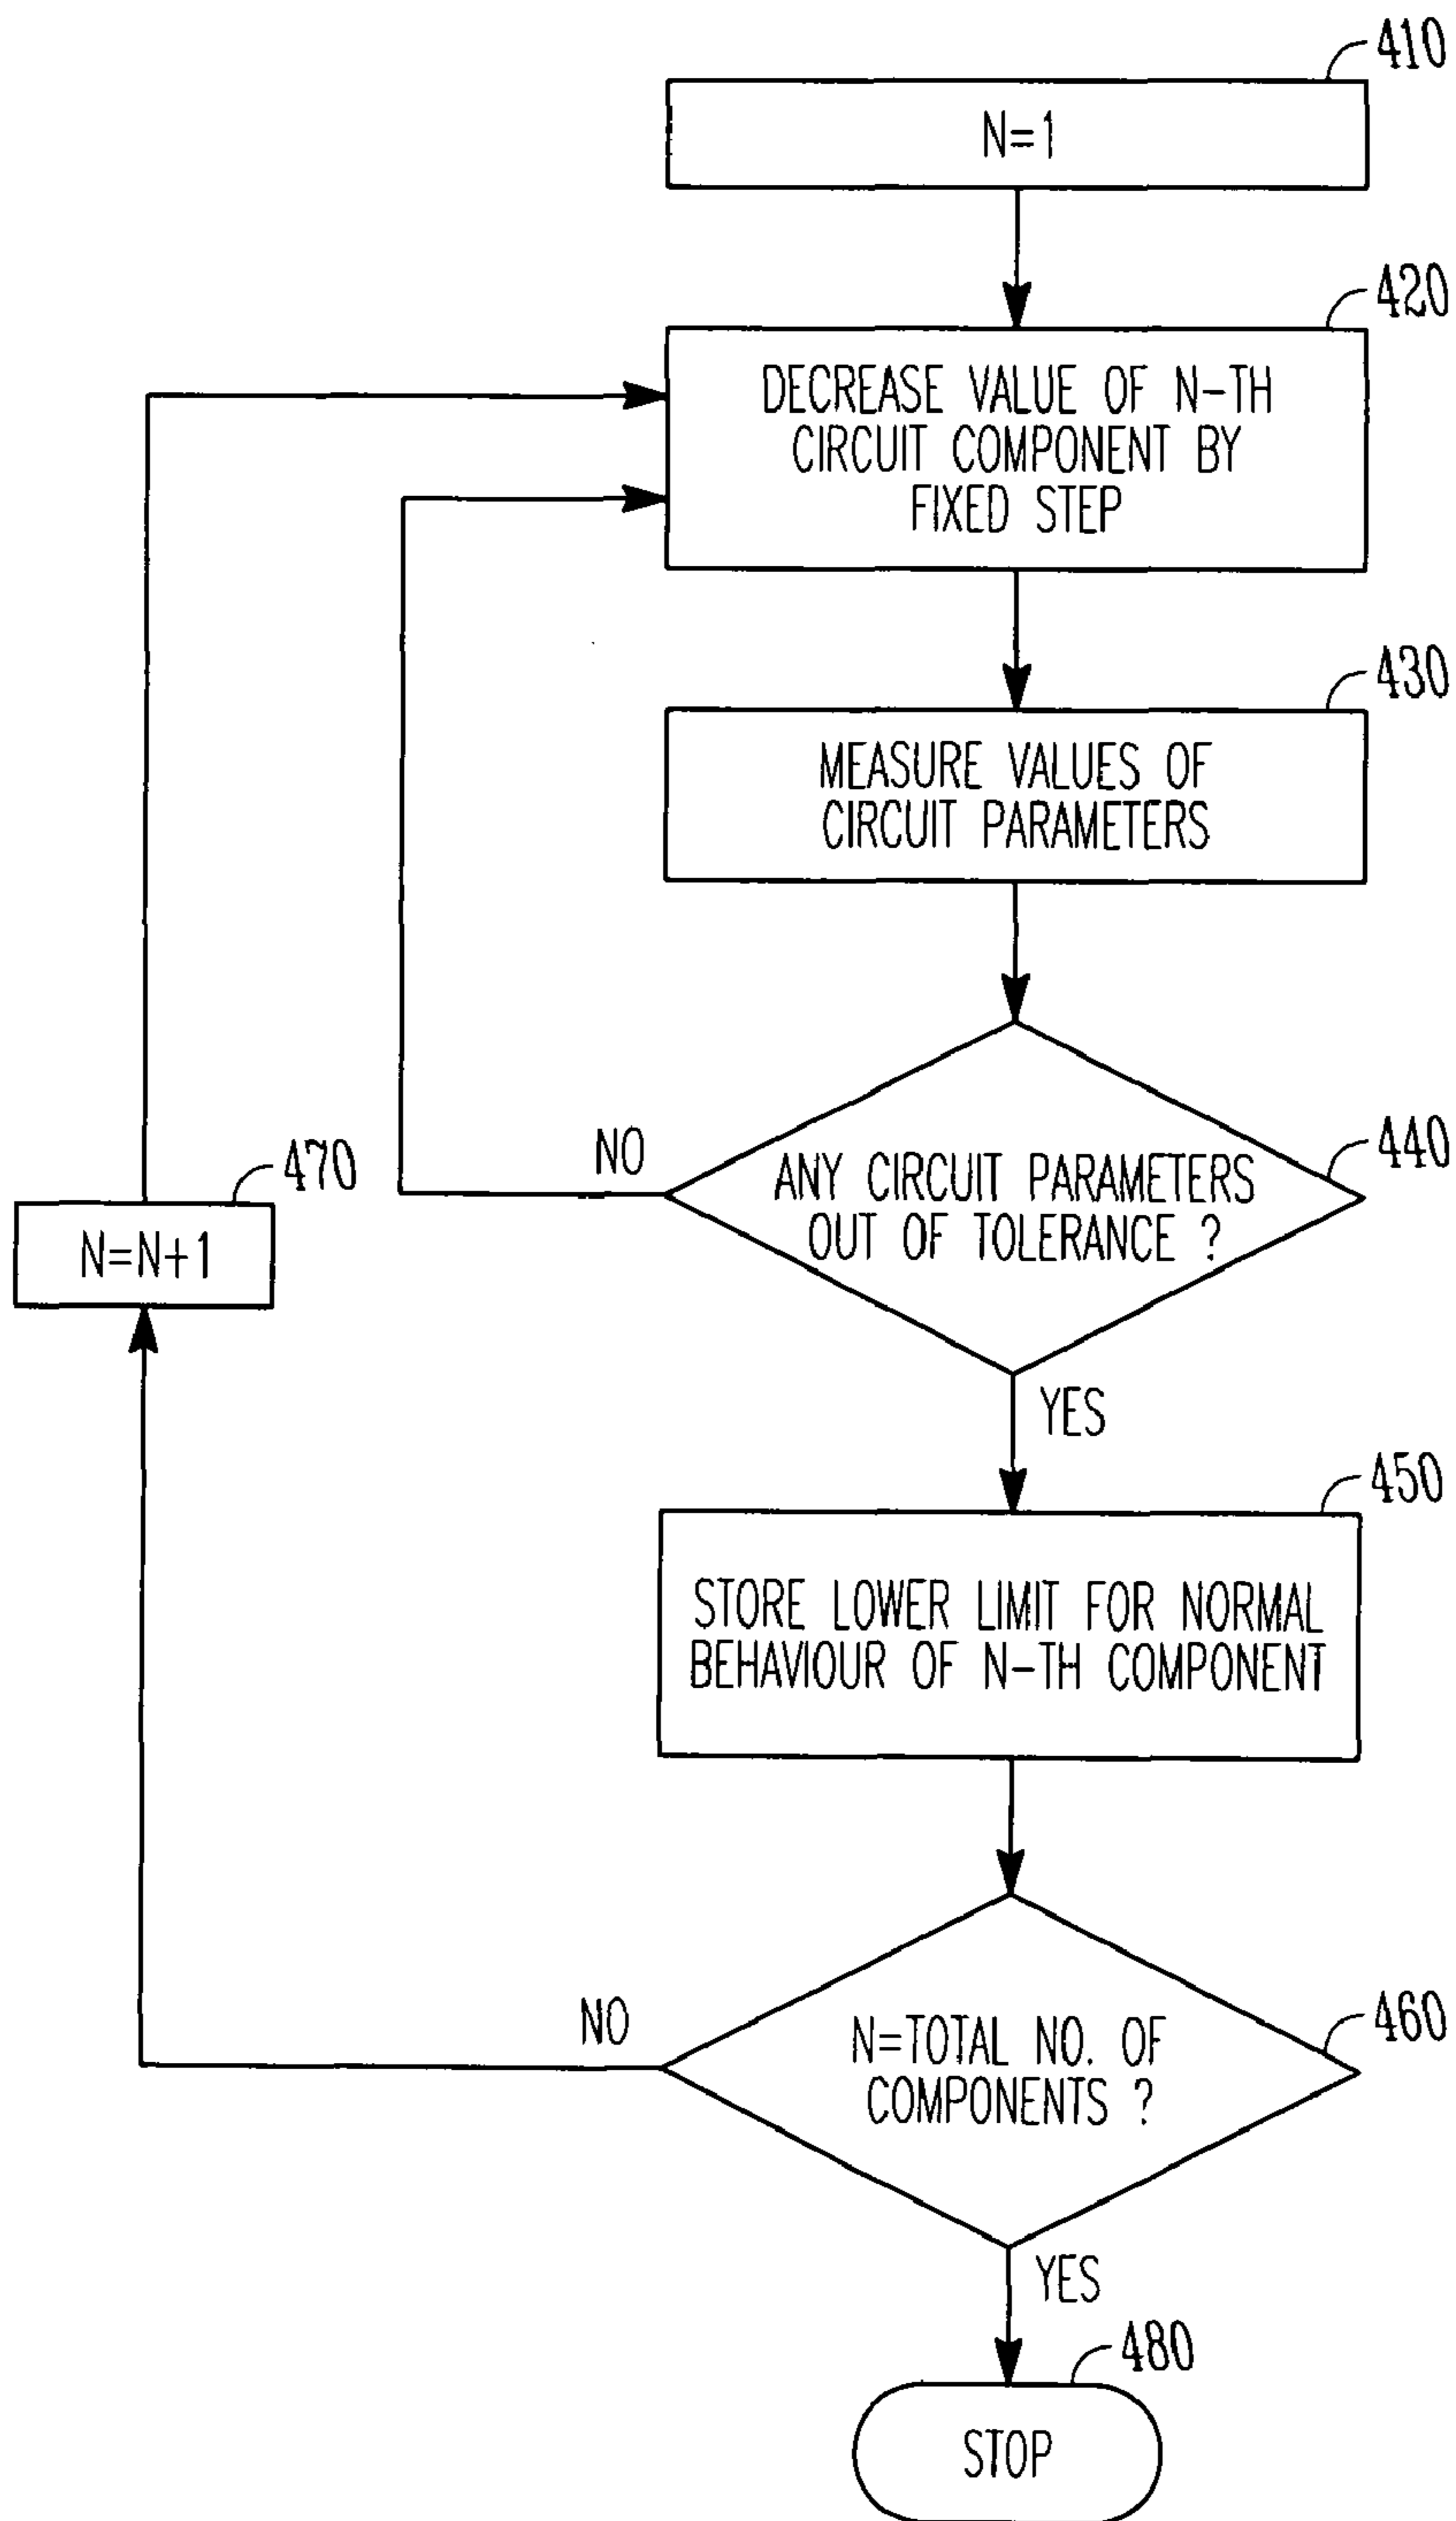 410
N=1
420
DECREASE VALUE OF N-TH
CIRCUIT COMPONENT BY
FIXED STEP
430
MEASURE VALUES OF
CIRCUIT PARAMETERS
440
NO
ANY CIRCUIT PARAMETERS
OUT OF TOLERANCE ?
470
N=N+1
YES
450
STORE LOWER LIMIT FOR NORMAL
BEHAVIOUR OF N-TH COMPONENT
460
NO
N=TOTAL NO. OF
COMPONENTS ?
YES
480
STOP